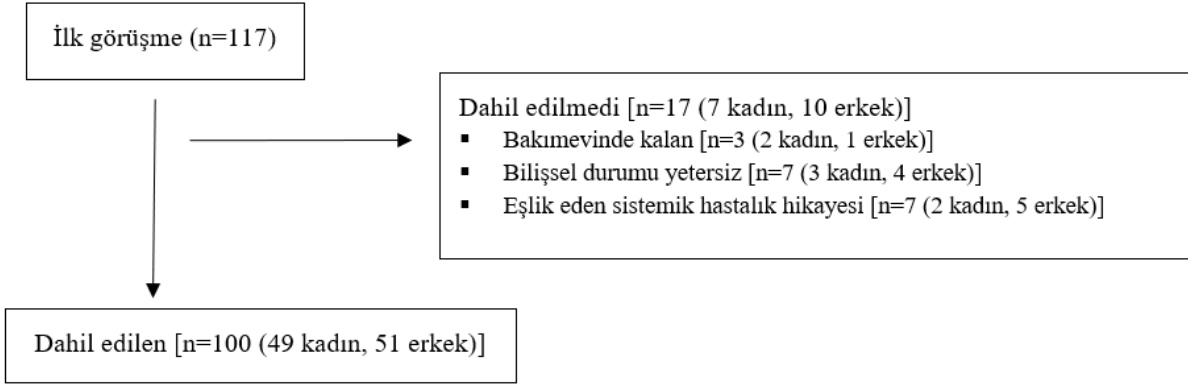 İlk görüşme (n=117)
Dahil edilmedi [n=17 (7 kadın, 10 erkek)]
▪ Bakımevinde kalan [n=3 (2 kadın, 1 erkek)]
▪ Bilişsel durumu yetersiz [n=7 (3 kadın, 4 erkek)]
▪ Eşlik eden sistemik hastalık hikayesi [n=7 (2 kadın, 5 erkek)]
Dahil edilen [n=100 (49 kadın, 51 erkek)]